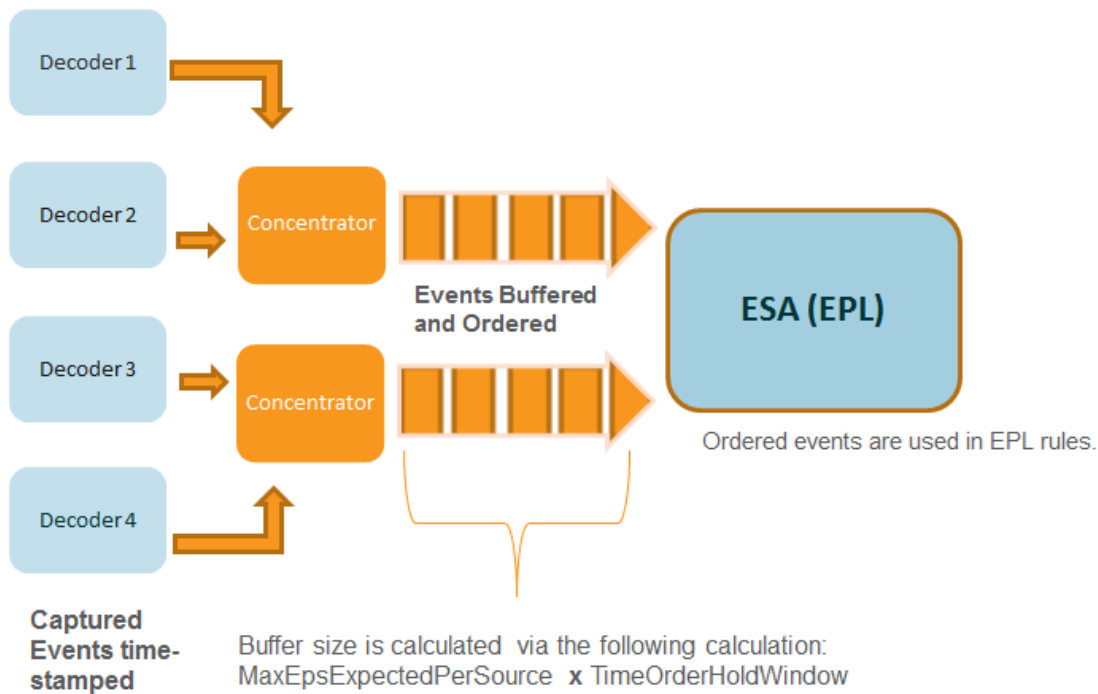 Decoder 1
Decoder 2
Concentrator
Events Buffered
and Ordered
ESA (EPL)
Decoder 3
Concentrator
Ordered events are used in EPL rules.
Decoder 4
Captured
Events time-
stamped
Buffer size is calculated via the following calculation:
MaxEpsExpectedPerSource x TimeOrderHoldWindow